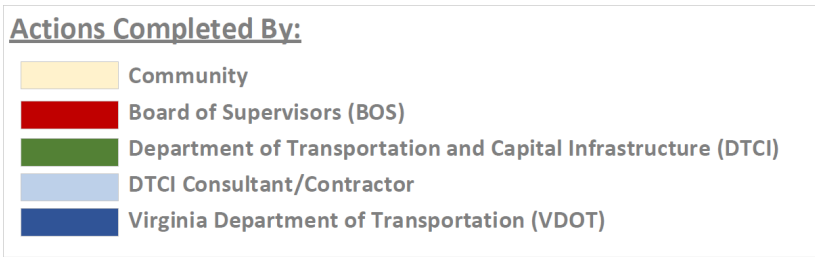 Actions Completed By:
Community
Board of Supervisors (BOS)
Department of Transportation and Capital Infrastructure (DTCI)
DTCI Consultant/Contractor
Virginia Department of Transportation (VDOT)